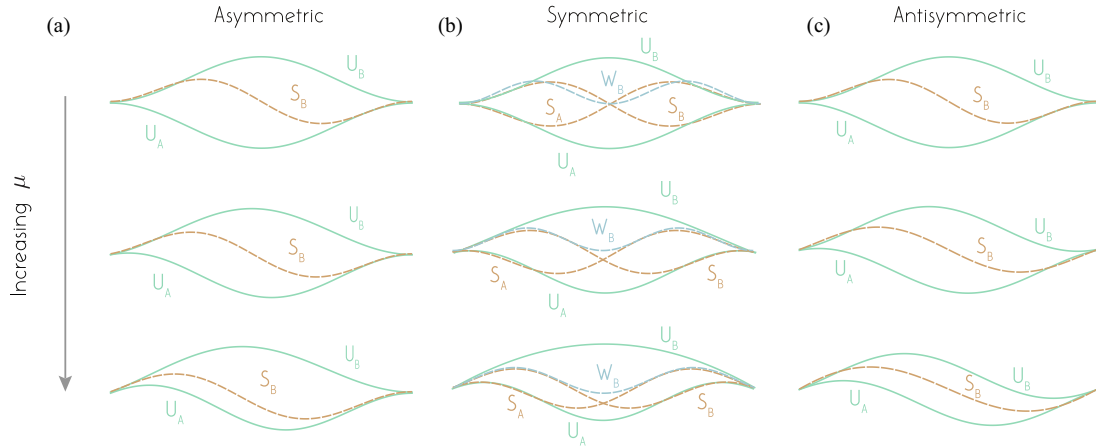 (a) Asymmetric
(b) Symmetric
(c) Antisymmetric
Increasing μ
U_B
S_B
U_A
U_B
W_B
S_A
S_B
U_A
U_B
S_B
U_A
U_B
S_B
U_A
U_B
W_B
S_A
S_B
U_A
U_B
S_B
U_A
U_B
S_B
U_A
U_B
W_B
S_A
S_B
U_A
U_B
S_B
U_A